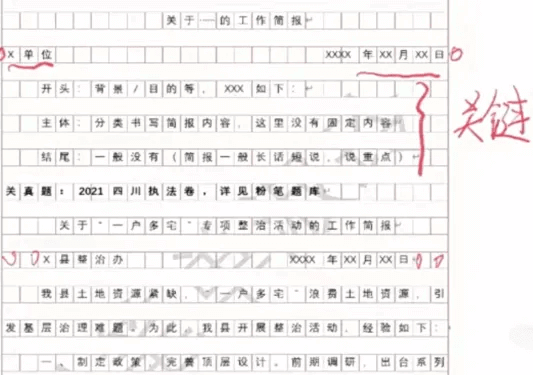 关于……的工作简报
X单位 XXXX年XX月XX日
开头：背景/目的等，XXX如下：
主体：分类书写简报内容，这里没有固定内容
结尾：一般没有（简报一般长话短说，说重点）
关键
关真题：2021四川执法卷，详见粉笔题库
关于“一户多宅”专项整治活动的工作简报
X县整治办 XXXX年XX月XX日
我县土地资源紧缺，“一户多宅”浪费土地资源，引
发基层治理难题。为此，我县开展整治活动，经验如下：
一、制定政策，完善顶层设计。前期调研，出台系列